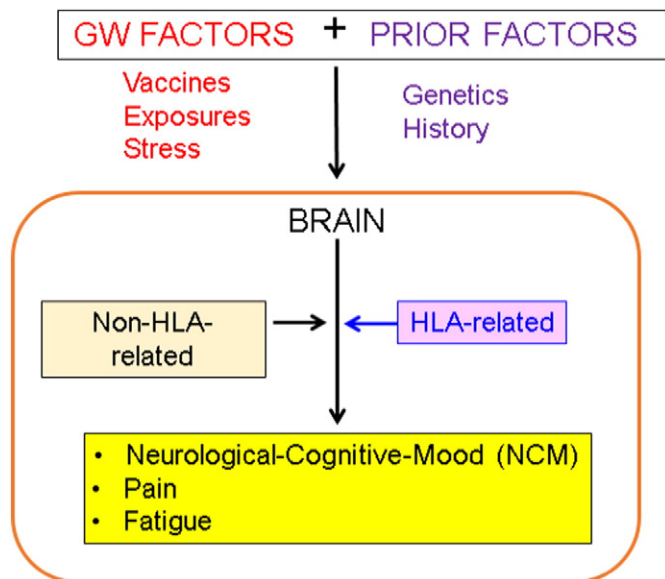 GW FACTORS + PRIOR FACTORS
Vaccines
Exposures
Stress
Genetics
History
BRAIN
Non-HLA-
related
HLA-related
• Neurological-Cognitive-Mood (NCM)
• Pain
• Fatigue